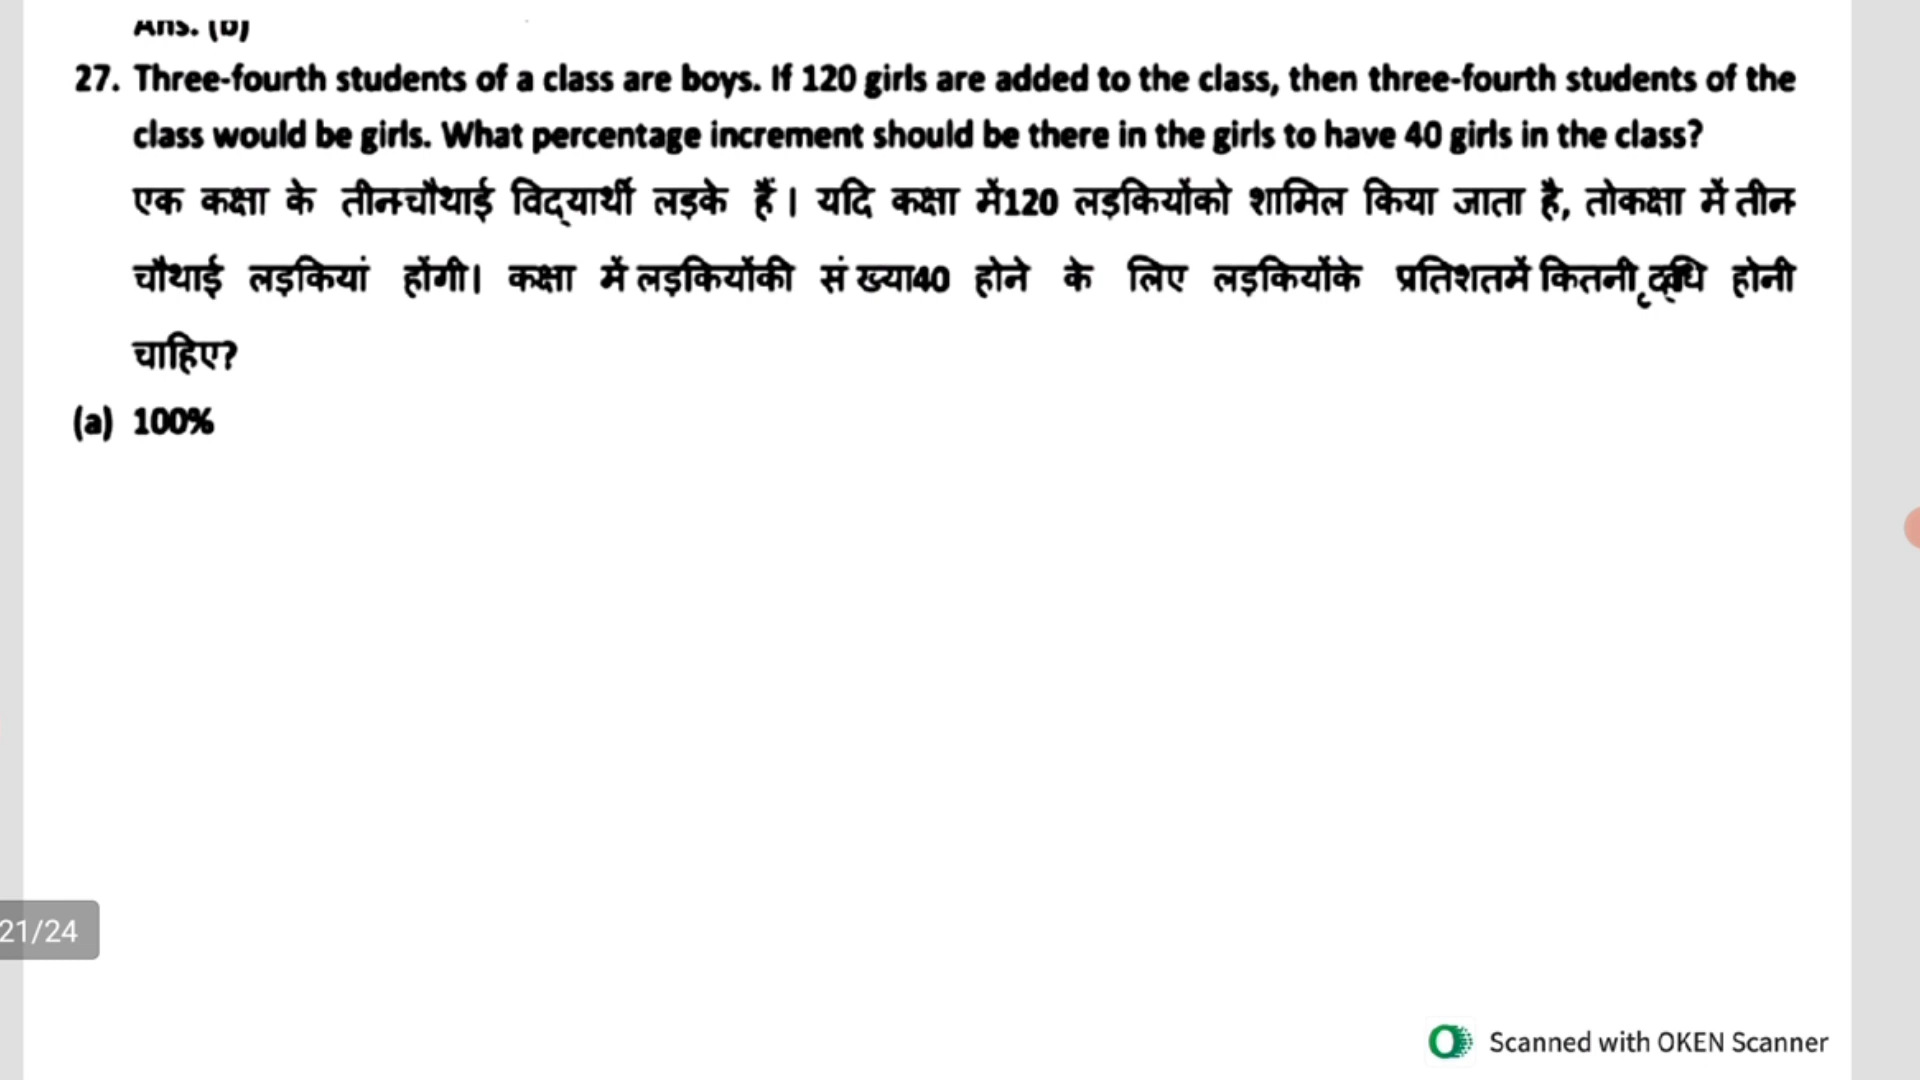 Ans. (b)
27. Three-fourth students of a class are boys. If 120 girls are added to the class, then three-fourth students of the
class would be girls. What percentage increment should be there in the girls to have 40 girls in the class?
एक कक्षा के तीनचौथाई विद्यार्थी लड़के हैं। यदि कक्षा में120 लड़कियोंको शामिल किया जाता है, तोकक्षा में तीन
चौथाई लड़कियां होंगी। कक्षा में लड़कियोंकी सं ख्या40 होने के लिए लड़कियोंके प्रतिशतमें कितनी होनी
चाहिए?
(a) 100%
21/24
Scanned with OKEN Scanner